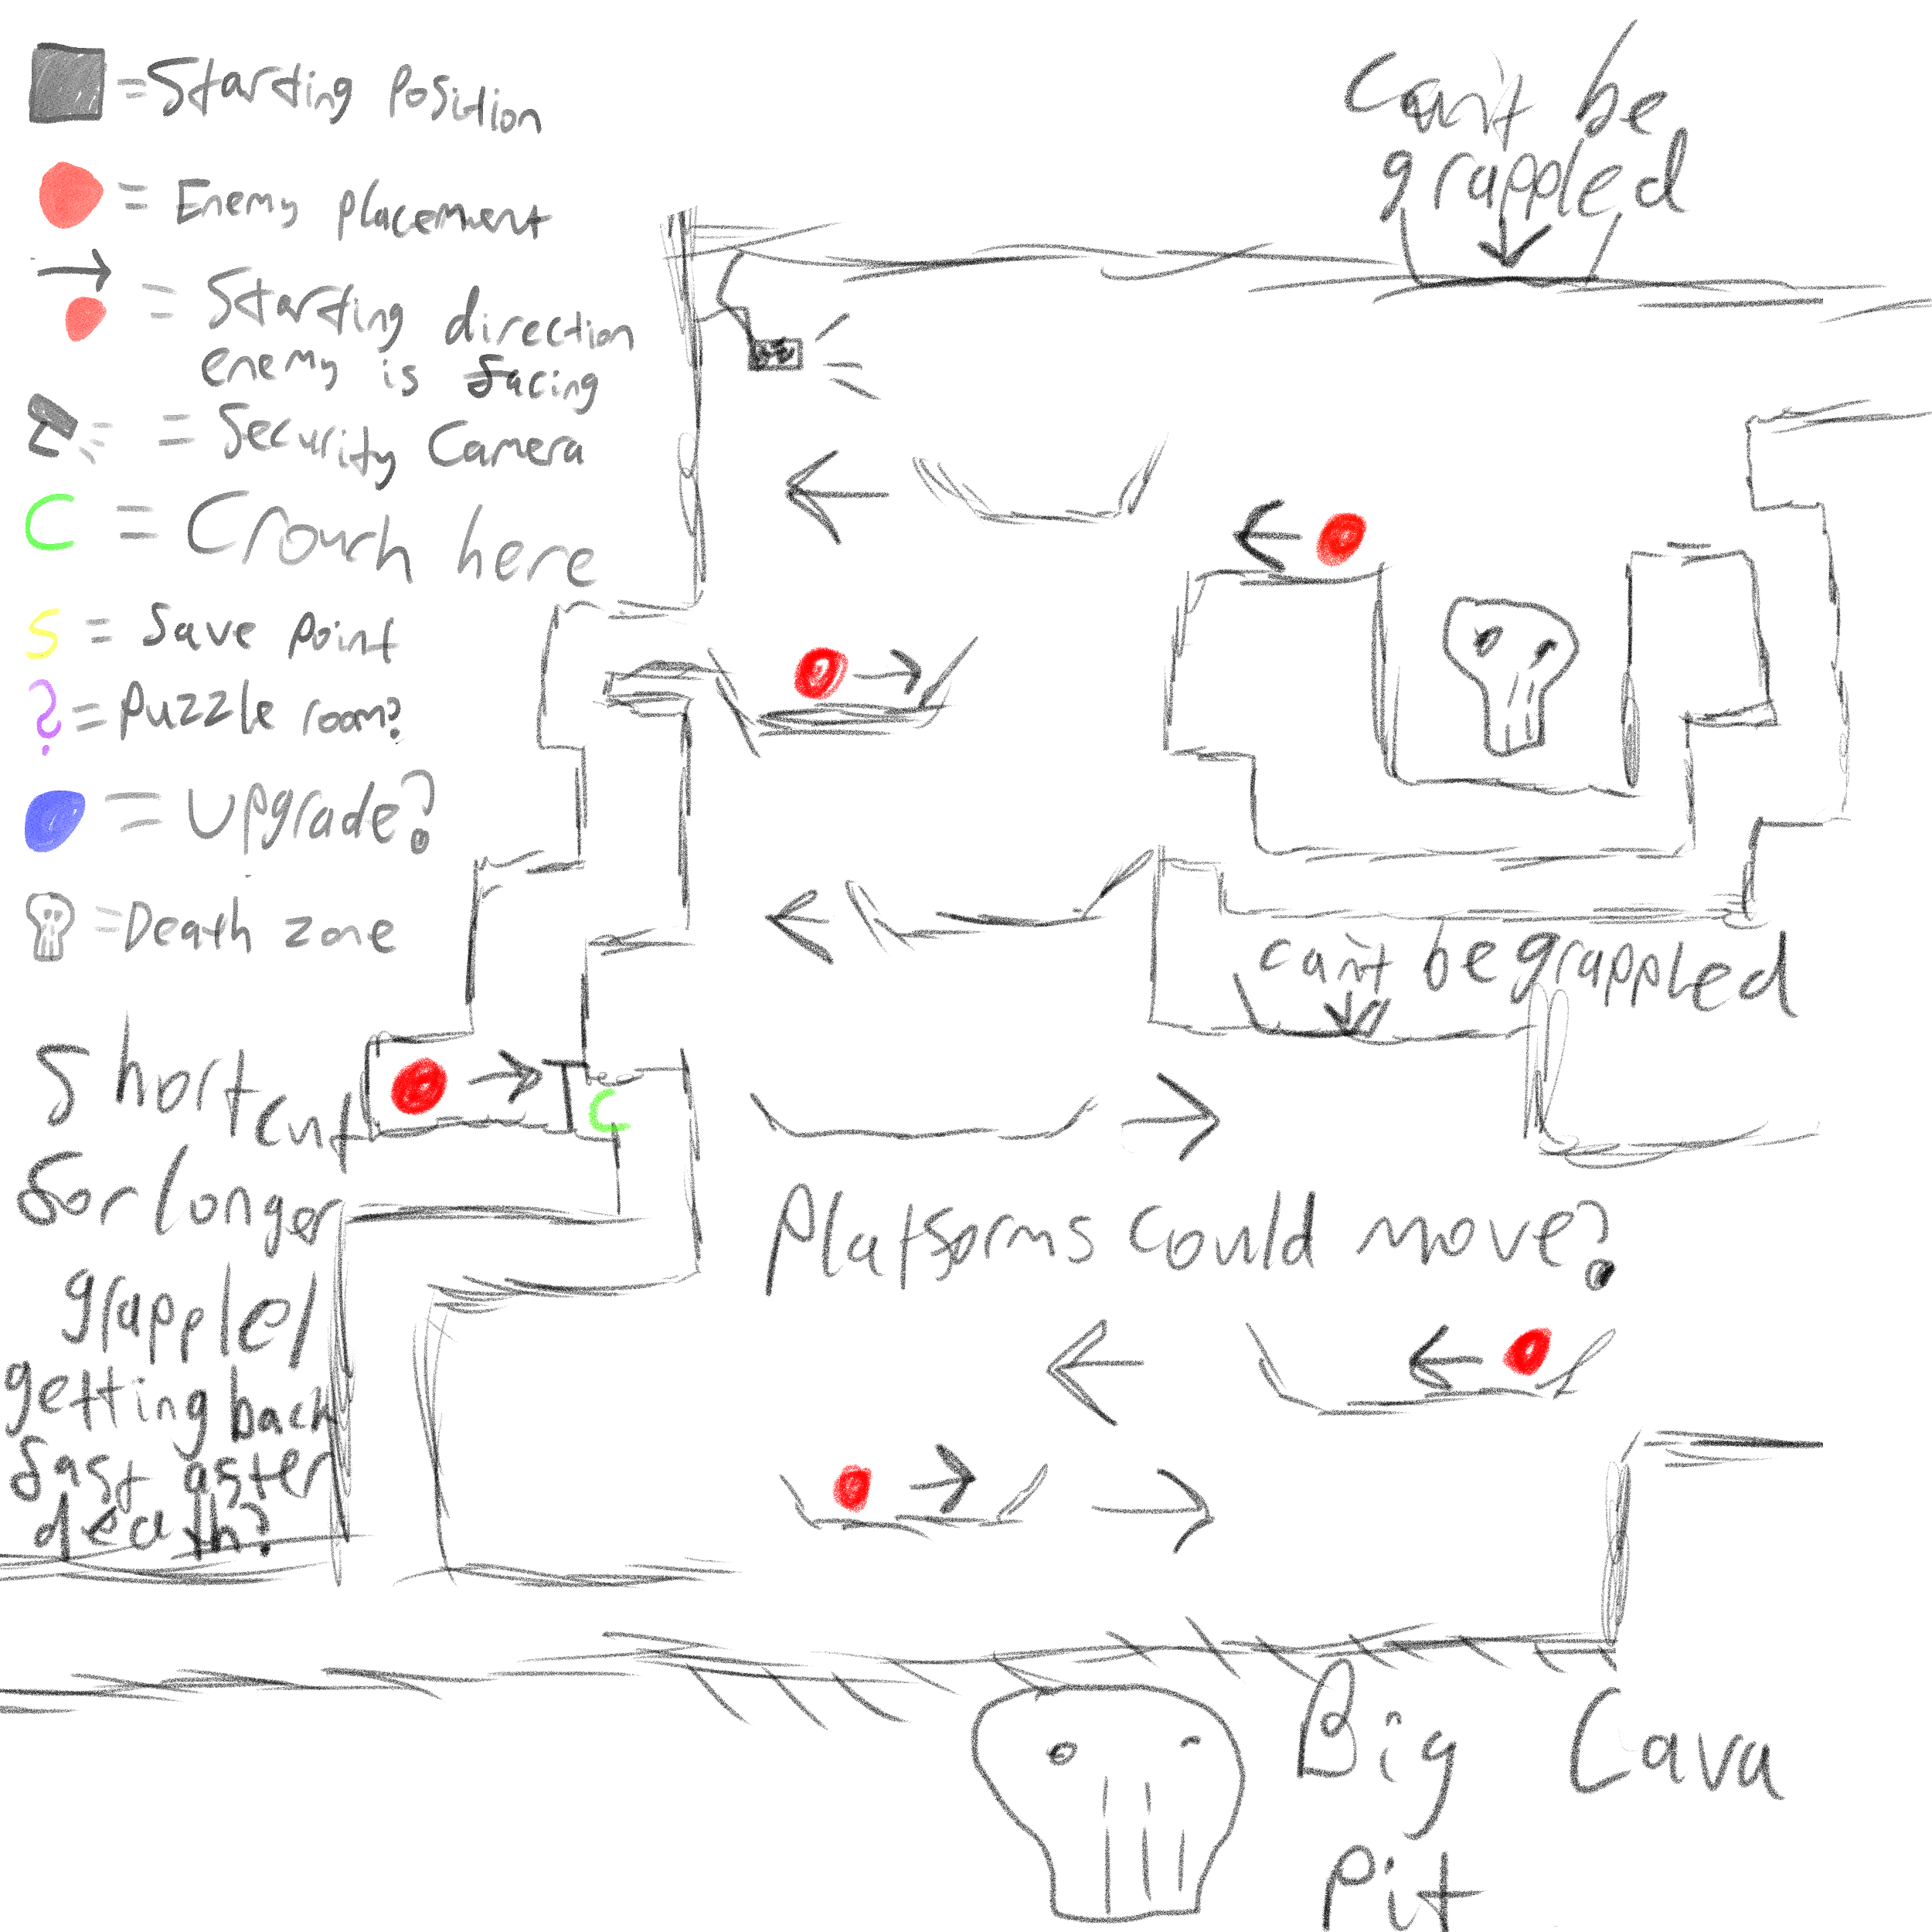 = Starting Position
= Enemy placement
= Starting direction
enemy is facing
= Security Camera
C = Crouch here
S = Save point
? = Puzzle room?
= Upgrade?
= Death zone
Can't be
grappled
can't be grappled
C
Shortcut
for longer
grapple/
getting back
fast after
death?
Platforms could move?
Big Lava
Pit